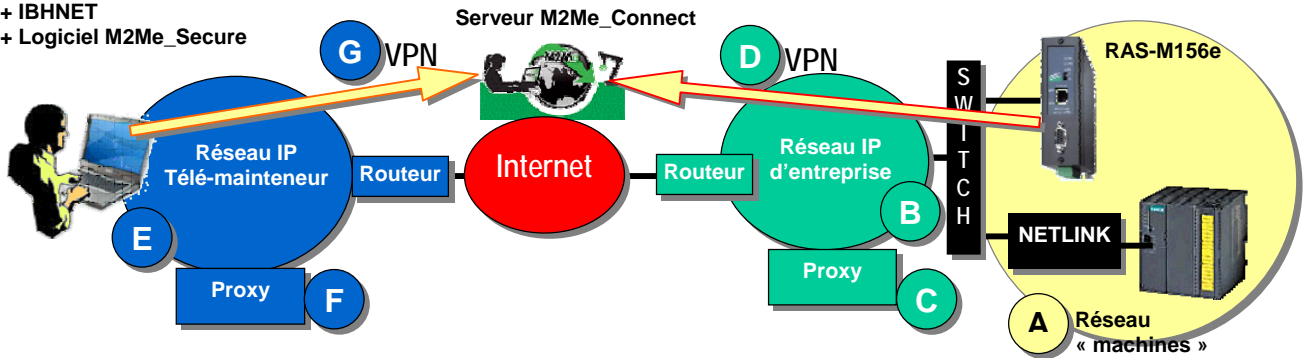 + IBHNET
+ Logiciel M2Me_Secure
Serveur M2Me_Connect
G
VPN
D
VPN
RAS-M156e
SWITCH
Réseau IP
Télé-mainteneur
Routeur
Internet
Routeur
Réseau IP
d'entreprise
B
E
NETLINK
Proxy
F
Proxy
C
A
Réseau
« machines »